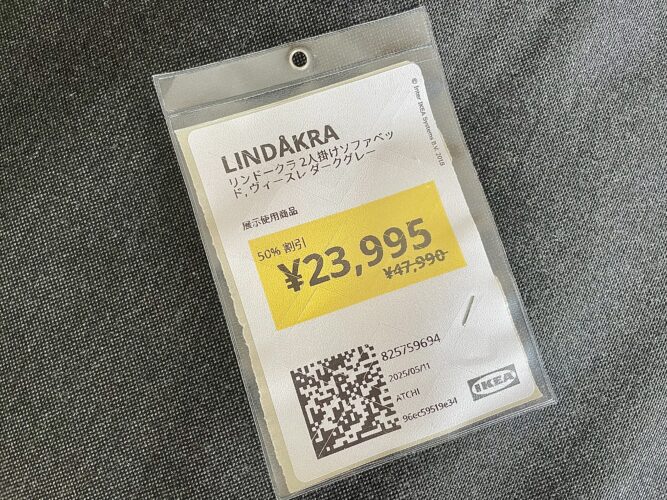 © Inter IKEA Systems B.V. 2018
LINDÅKRA
リンドークラ 2人掛けソファベッ
ド, ヴィースレ ダークグレー
展示使用商品
50% 割引
¥23,995
¥47,990
825759694
2025/05/11
ATCHI
96ec59519e34
IKEA